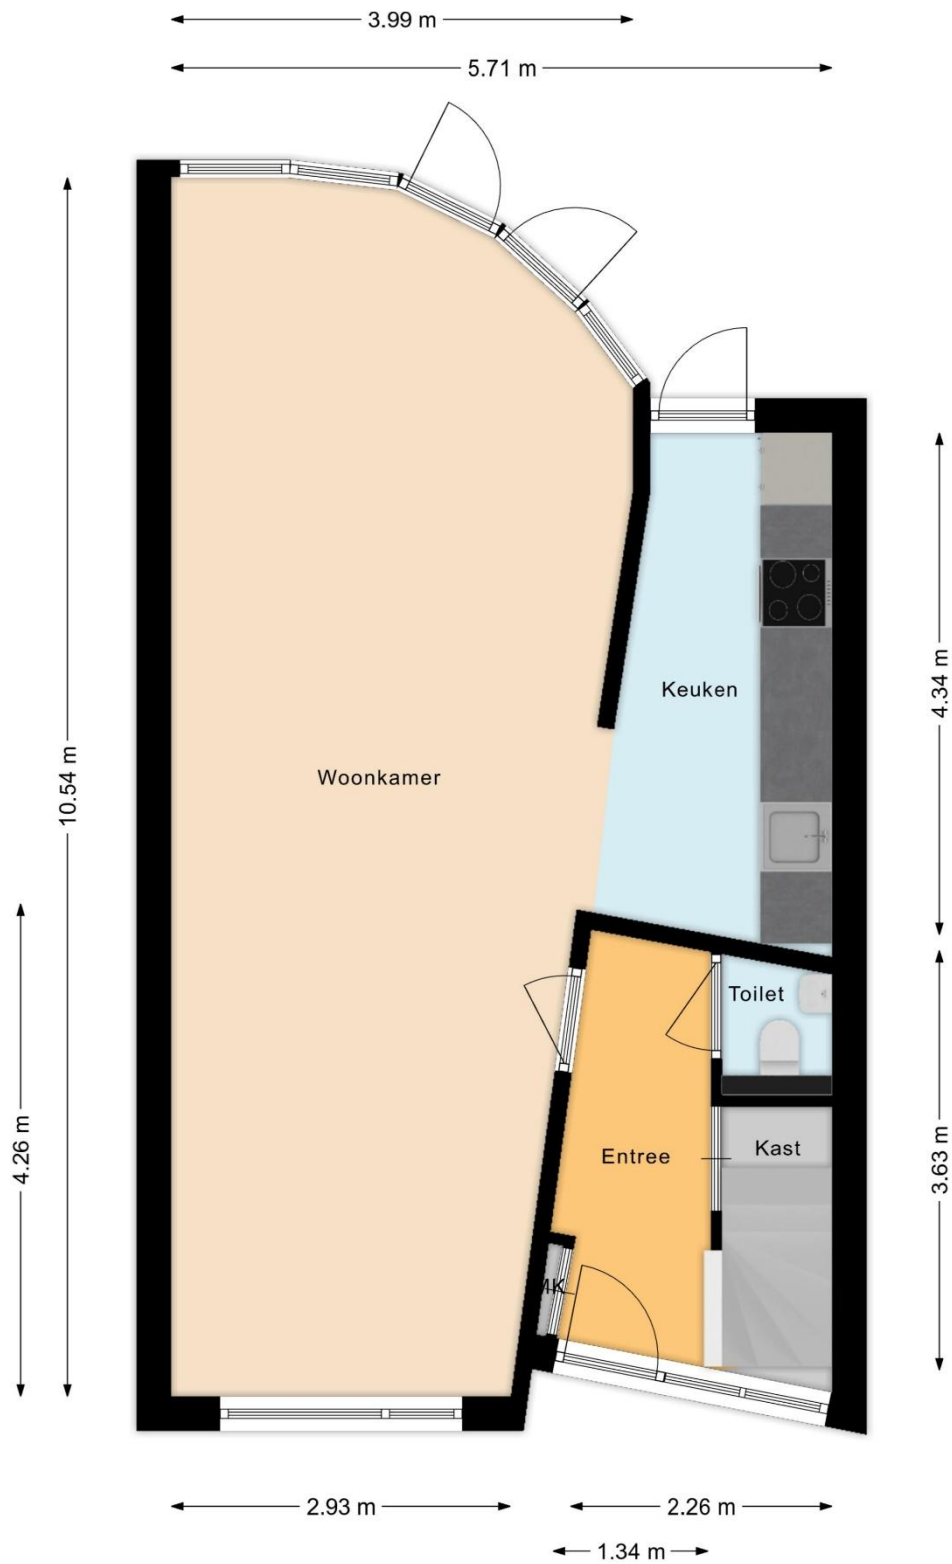 3.99 m
5.71 m
10.54 m
4.26 m
4.34 m
Keuken
Woonkamer
Toilet
Entree
Kast
3.63 m
MK
2.93 m
2.26 m
1.34 m